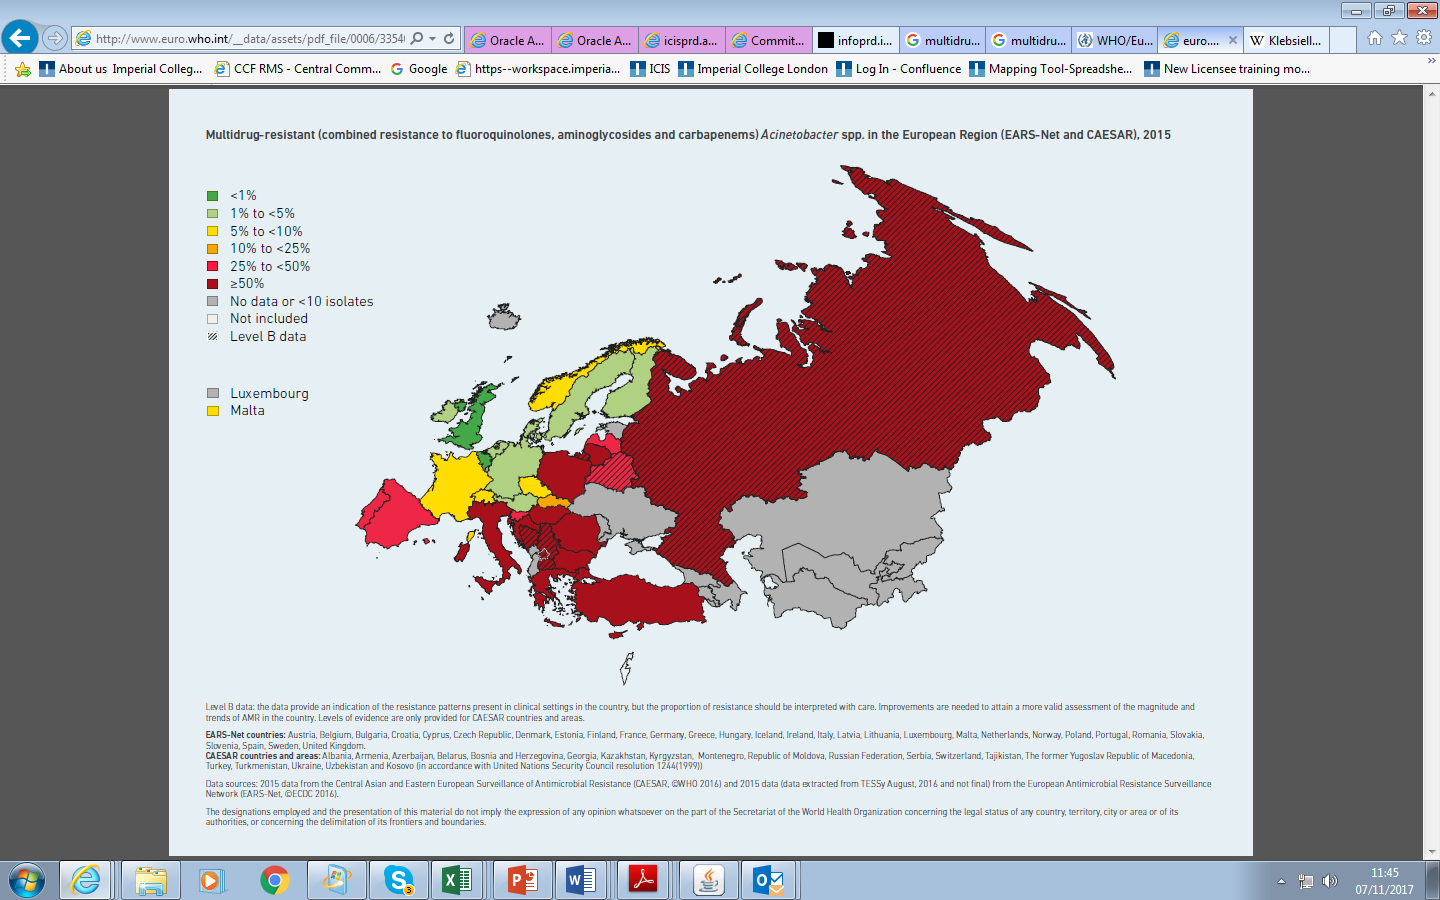 http://www.euro.who.int/__data/assets/pdf_file/0006/3354
Oracle A...
Oracle A...
icisprd.a...
Commit...
infoprd.i...
multidru...
multidru...
WHO/Eu...
euro....
Klebsiell...
About us Imperial Colleg...
CCF RMS - Central Comm...
Google
https--workspace.imperia...
ICIS
Imperial College London
Log In - Confluence
Mapping Tool-Spreadshe...
New Licensee training mo...
Multidrug-resistant (combined resistance to fluoroquinolones, aminoglycosides and carbapenems) Acinetobacter spp. in the European Region (EARS-Net and CAESAR), 2015
<1%
1% to <5%
5% to <10%
10% to <25%
25% to <50%
≥50%
No data or <10 isolates
Not included
Level B data
Luxembourg
Malta
Level B data: the data provide an indication of the resistance patterns present in clinical settings in the country, but the proportion of resistance should be interpreted with care. Improvements are needed to attain a more valid assessment of the magnitude and
trends of AMR in the country. Levels of evidence are only provided for CAESAR countries and areas.
EARS-Net countries: Austria, Belgium, Bulgaria, Croatia, Cyprus, Czech Republic, Denmark, Estonia, Finland, France, Germany, Greece, Hungary, Iceland, Ireland, Italy, Latvia, Lithuania, Luxembourg, Malta, Netherlands, Norway, Poland, Portugal, Romania, Slovakia,
Slovenia, Spain, Sweden, United Kingdom.
CAESAR countries and areas: Albania, Armenia, Azerbaijan, Belarus, Bosnia and Herzegovina, Georgia, Kazakhstan, Kyrgyzstan, Montenegro, Republic of Moldova, Russian Federation, Serbia, Switzerland, Tajikistan, The former Yugoslav Republic of Macedonia,
Turkey, Turkmenistan, Ukraine, Uzbekistan and Kosovo (in accordance with United Nations Security Council resolution 1244(1999))
Data sources: 2015 data from the Central Asian and Eastern European Surveillance of Antimicrobial Resistance (CAESAR, ©WHO 2016) and 2015 data (data extracted from TESSy August, 2016 and not final) from the European Antimicrobial Resistance Surveillance
Network (EARS-Net, ©ECDC 2016).
The designations employed and the presentation of this material do not imply the expression of any opinion whatsoever on the part of the Secretariat of the World Health Organization concerning the legal status of any country, territory, city or area or of its
authorities, or concerning the delimitation of its frontiers and boundaries.
11:45
07/11/2017